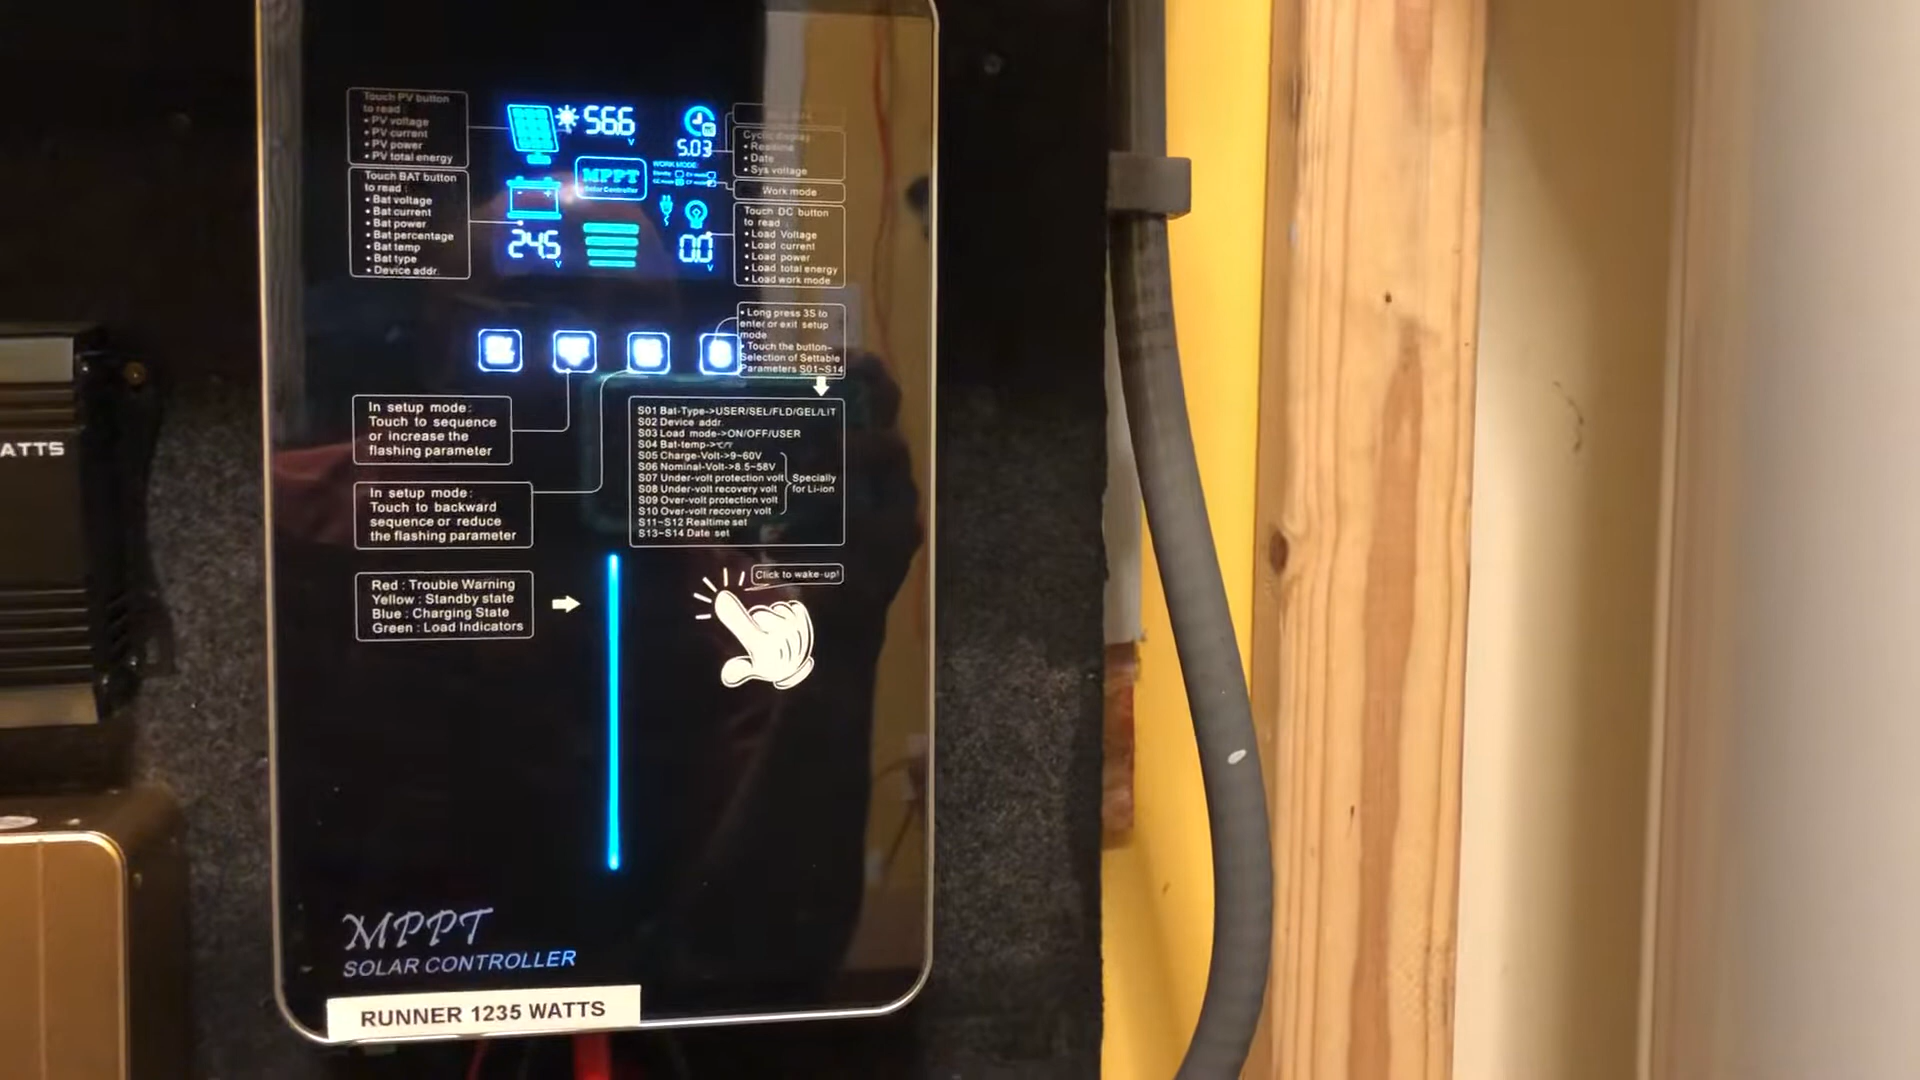 ATTS
Touch PV button
to read :
• PV voltage
• PV current
• PV power
• PV total energy
Touch BAT button
to read :
• Bat voltage
• Bat current
• Bat power
• Bat percentage
• Bat temp
• Bat type
• Device addr.
56.6
V
5.03
WORK MODE:
MPPT
Solar Controller
24.5
V
0.0
V
Cyclic display
• Realtime
• Date
• Sys voltage
Work mode
Touch DC button
to read :
• Load Voltage
• Load current
• Load power
• Load total energy
• Load work mode
• Long press 3S to
enter or exit setup
mode
• Touch the button-
Selection of Settable
Parameters S01~S14
In setup mode:
Touch to sequence
or increase the
flashing parameter
In setup mode:
Touch to backward
sequence or reduce
the flashing parameter
S01 Bat-Type->USER/SEL/FLD/GEL/LIT
S02 Device addr.
S03 Load mode->ON/OFF/USER
S04 Bat-temp->℃/℉
S05 Charge-Volt->9~60V
S06 Nominal-Volt->8.5~58V
S07 Under-volt protection volt
S08 Under-volt recovery volt
S09 Over-volt protection volt
S10 Over-volt recovery volt
S11~S12 Realtime set
S13~S14 Date set
Specially
for Li-ion
Red : Trouble Warning
Yellow : Standby state
Blue : Charging State
Green : Load Indicators
Click to wake-up!
MPPT
SOLAR CONTROLLER
RUNNER 1235 WATTS